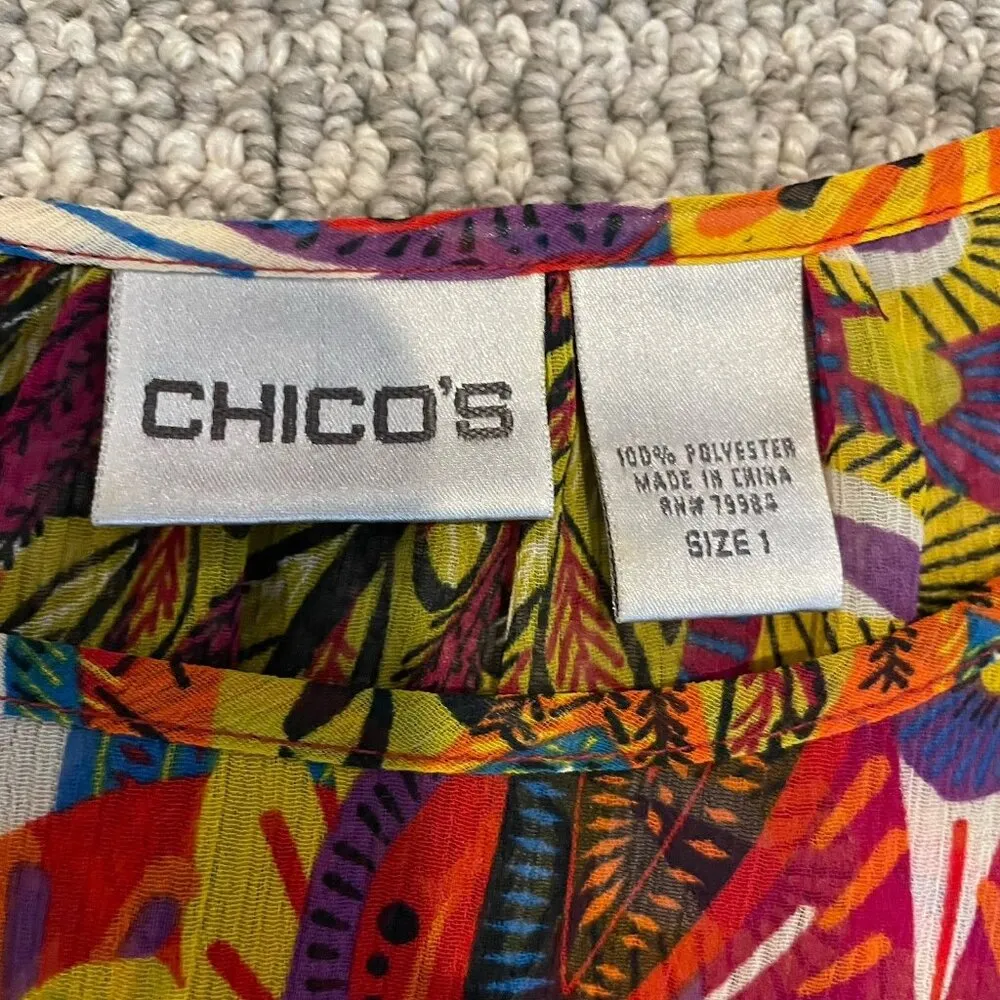 CHICO'S
100% POLYESTER
MADE IN CHINA
RN# 79984
SIZE 1